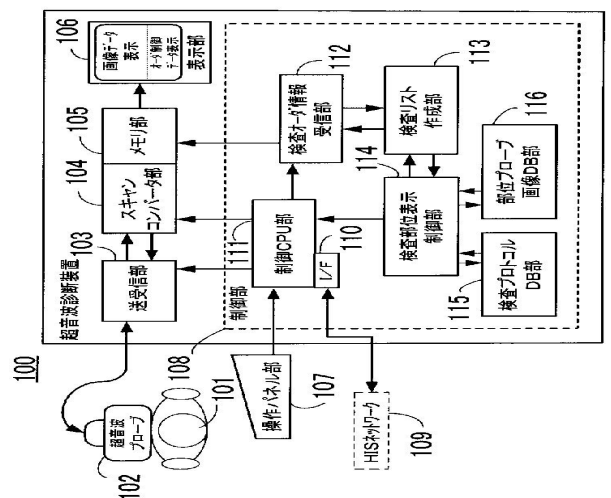 100
超音波診断装置
102
超音波
プローブ
101
103
送受信部
104
スキャン
コンバータ部
105
メモリ部
106
画像データ
表示
オーダ制御
データ表示
表示部
108
制御部
107
操作パネル部
111
制御CPU部
110
I/F
109
HISネットワーク
112
検査オーダ情報
受信部
113
検査リスト
作成部
114
検査部位表示
制御部
115
検査プロトコル
DB部
116
部位プローブ
画像DB部